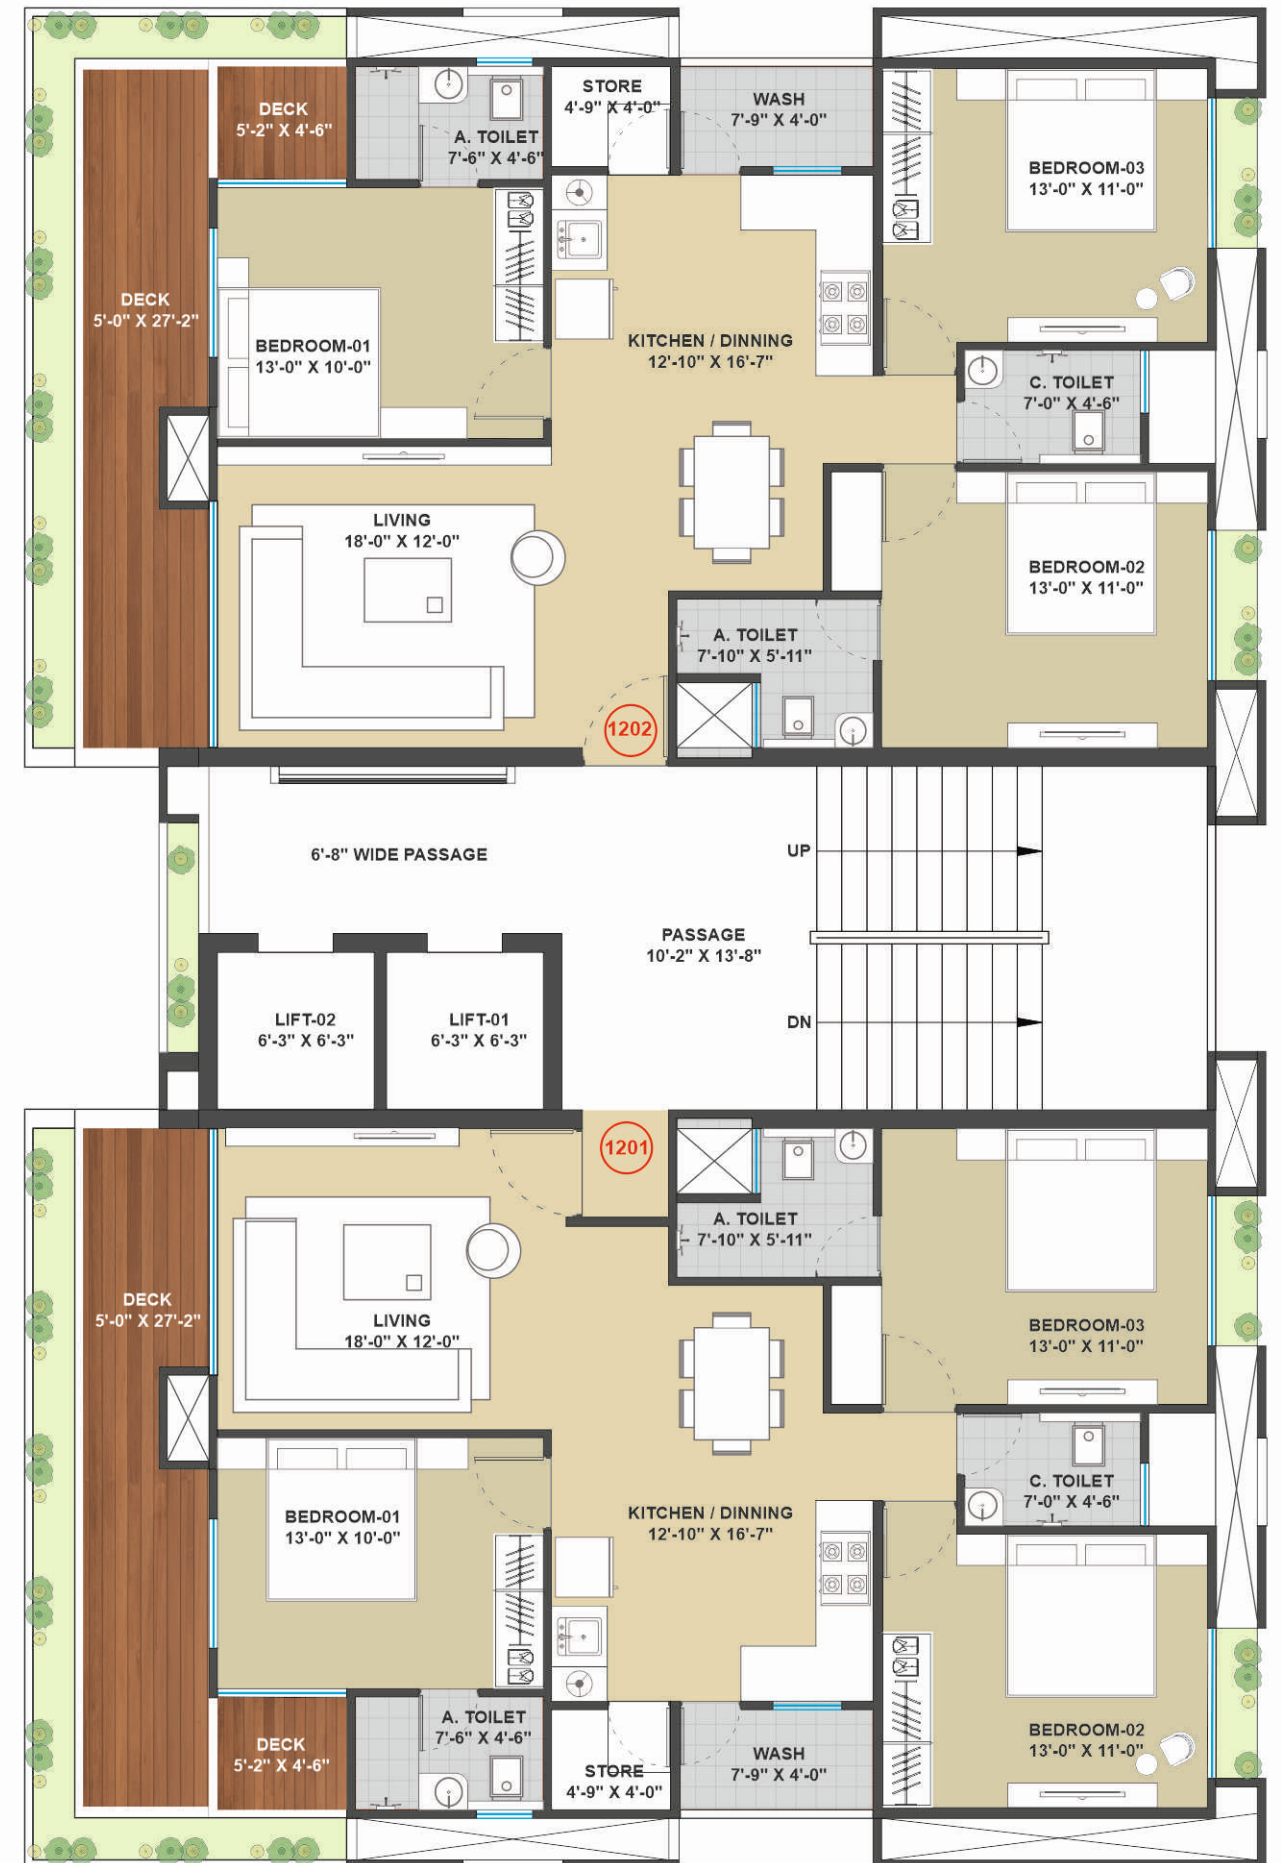 DECK
5'-2" X 4'-6"
A. TOILET
7'-6" X 4'-6"
STORE
4'-9" X 4'-0"
WASH
7'-9" X 4'-0"
BEDROOM-03
13'-0" X 11'-0"
DECK
5'-0" X 27'-2"
BEDROOM-01
13'-0" X 10'-0"
KITCHEN / DINNING
12'-10" X 16'-7"
C. TOILET
7'-0" X 4'-6"
LIVING
18'-0" X 12'-0"
BEDROOM-02
13'-0" X 11'-0"
A. TOILET
7'-10" X 5'-11"
1202
6'-8" WIDE PASSAGE
UP
PASSAGE
10'-2" X 13'-8"
LIFT-02
6'-3" X 6'-3"
LIFT-01
6'-3" X 6'-3"
DN
1201
A. TOILET
7'-10" X 5'-11"
DECK
5'-0" X 27'-2"
LIVING
18'-0" X 12'-0"
BEDROOM-03
13'-0" X 11'-0"
C. TOILET
7'-0" X 4'-6"
BEDROOM-01
13'-0" X 10'-0"
KITCHEN / DINNING
12'-10" X 16'-7"
A. TOILET
7'-6" X 4'-6"
DECK
5'-2" X 4'-6"
STORE
4'-9" X 4'-0"
WASH
7'-9" X 4'-0"
BEDROOM-02
13'-0" X 11'-0"